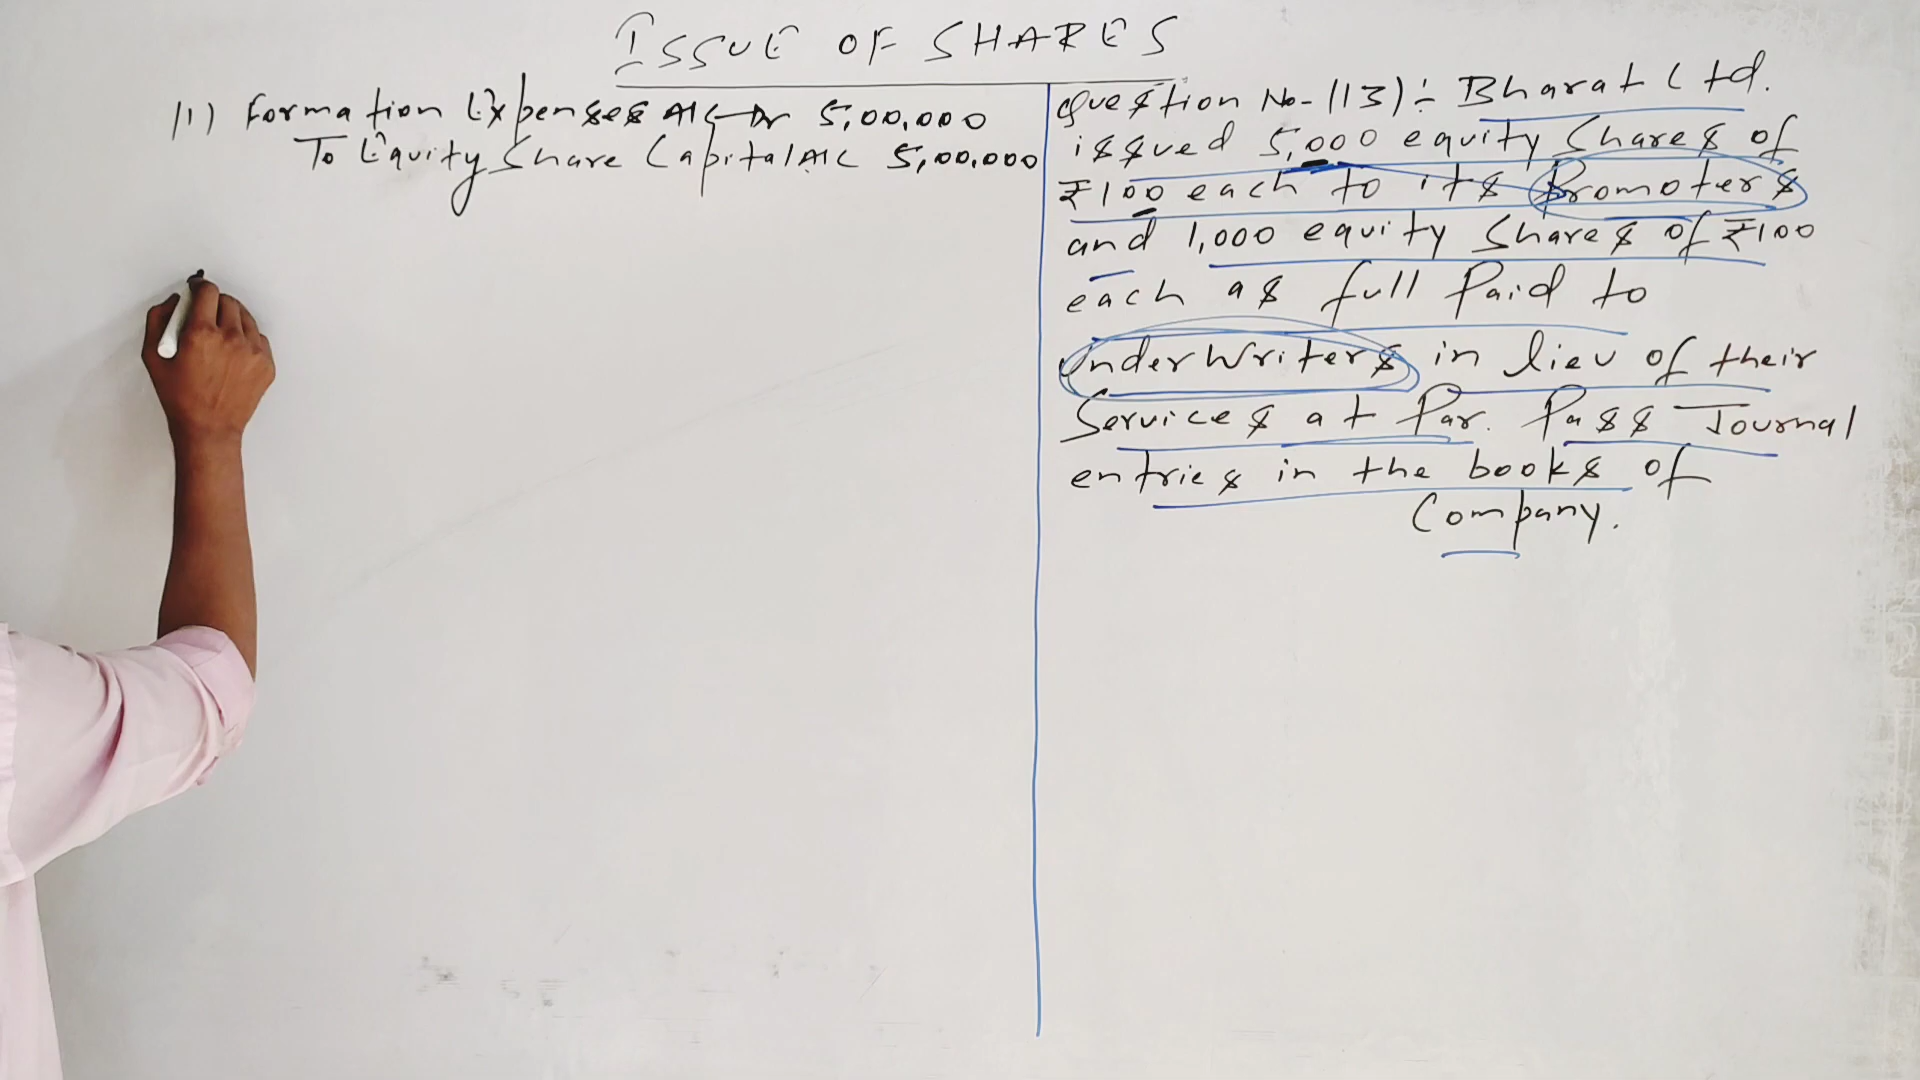 ISSUE OF SHARES
(1) Formation Expenses A/c Dr 5,00,000
To Equity Share Capital A/c 5,00,000
Question No-(13):- Bharat Ltd.
issued 5,000 equity Shares of
₹100 each to its Promoters
and 1,000 equity Shares of ₹100
each as full Paid to
UnderWriters in lieu of their
Services at Par. Pass Journal
entries in the books of
Company.